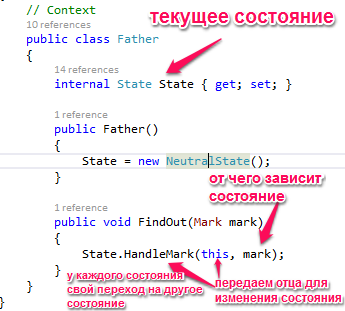 // Context
текущее состояние
10 references
public class Father
{
14 references
internal State State { get; set; }
1 reference
public Father()
{
State = new NeutralState();
}
от чего зависит
состояние
1 reference
public void FindOut(Mark mark)
{
State.HandleMark(this, mark);
}
у каждого состояния
свой переход на другое
состояние
передаем отца для
изменения состояния
}
}